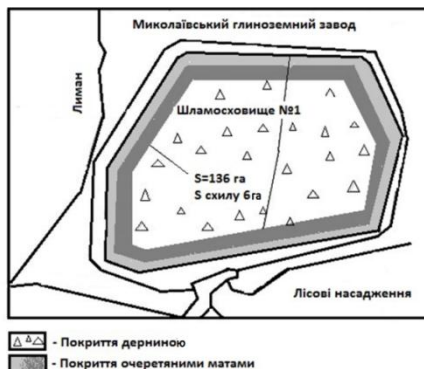 Миколаївський глиноземний завод
Лиман
Шламосховище №1
S=136 га
S схилу 6га
Лісові насадження
- Покриття дерниною
- Покриття очеретяними матами